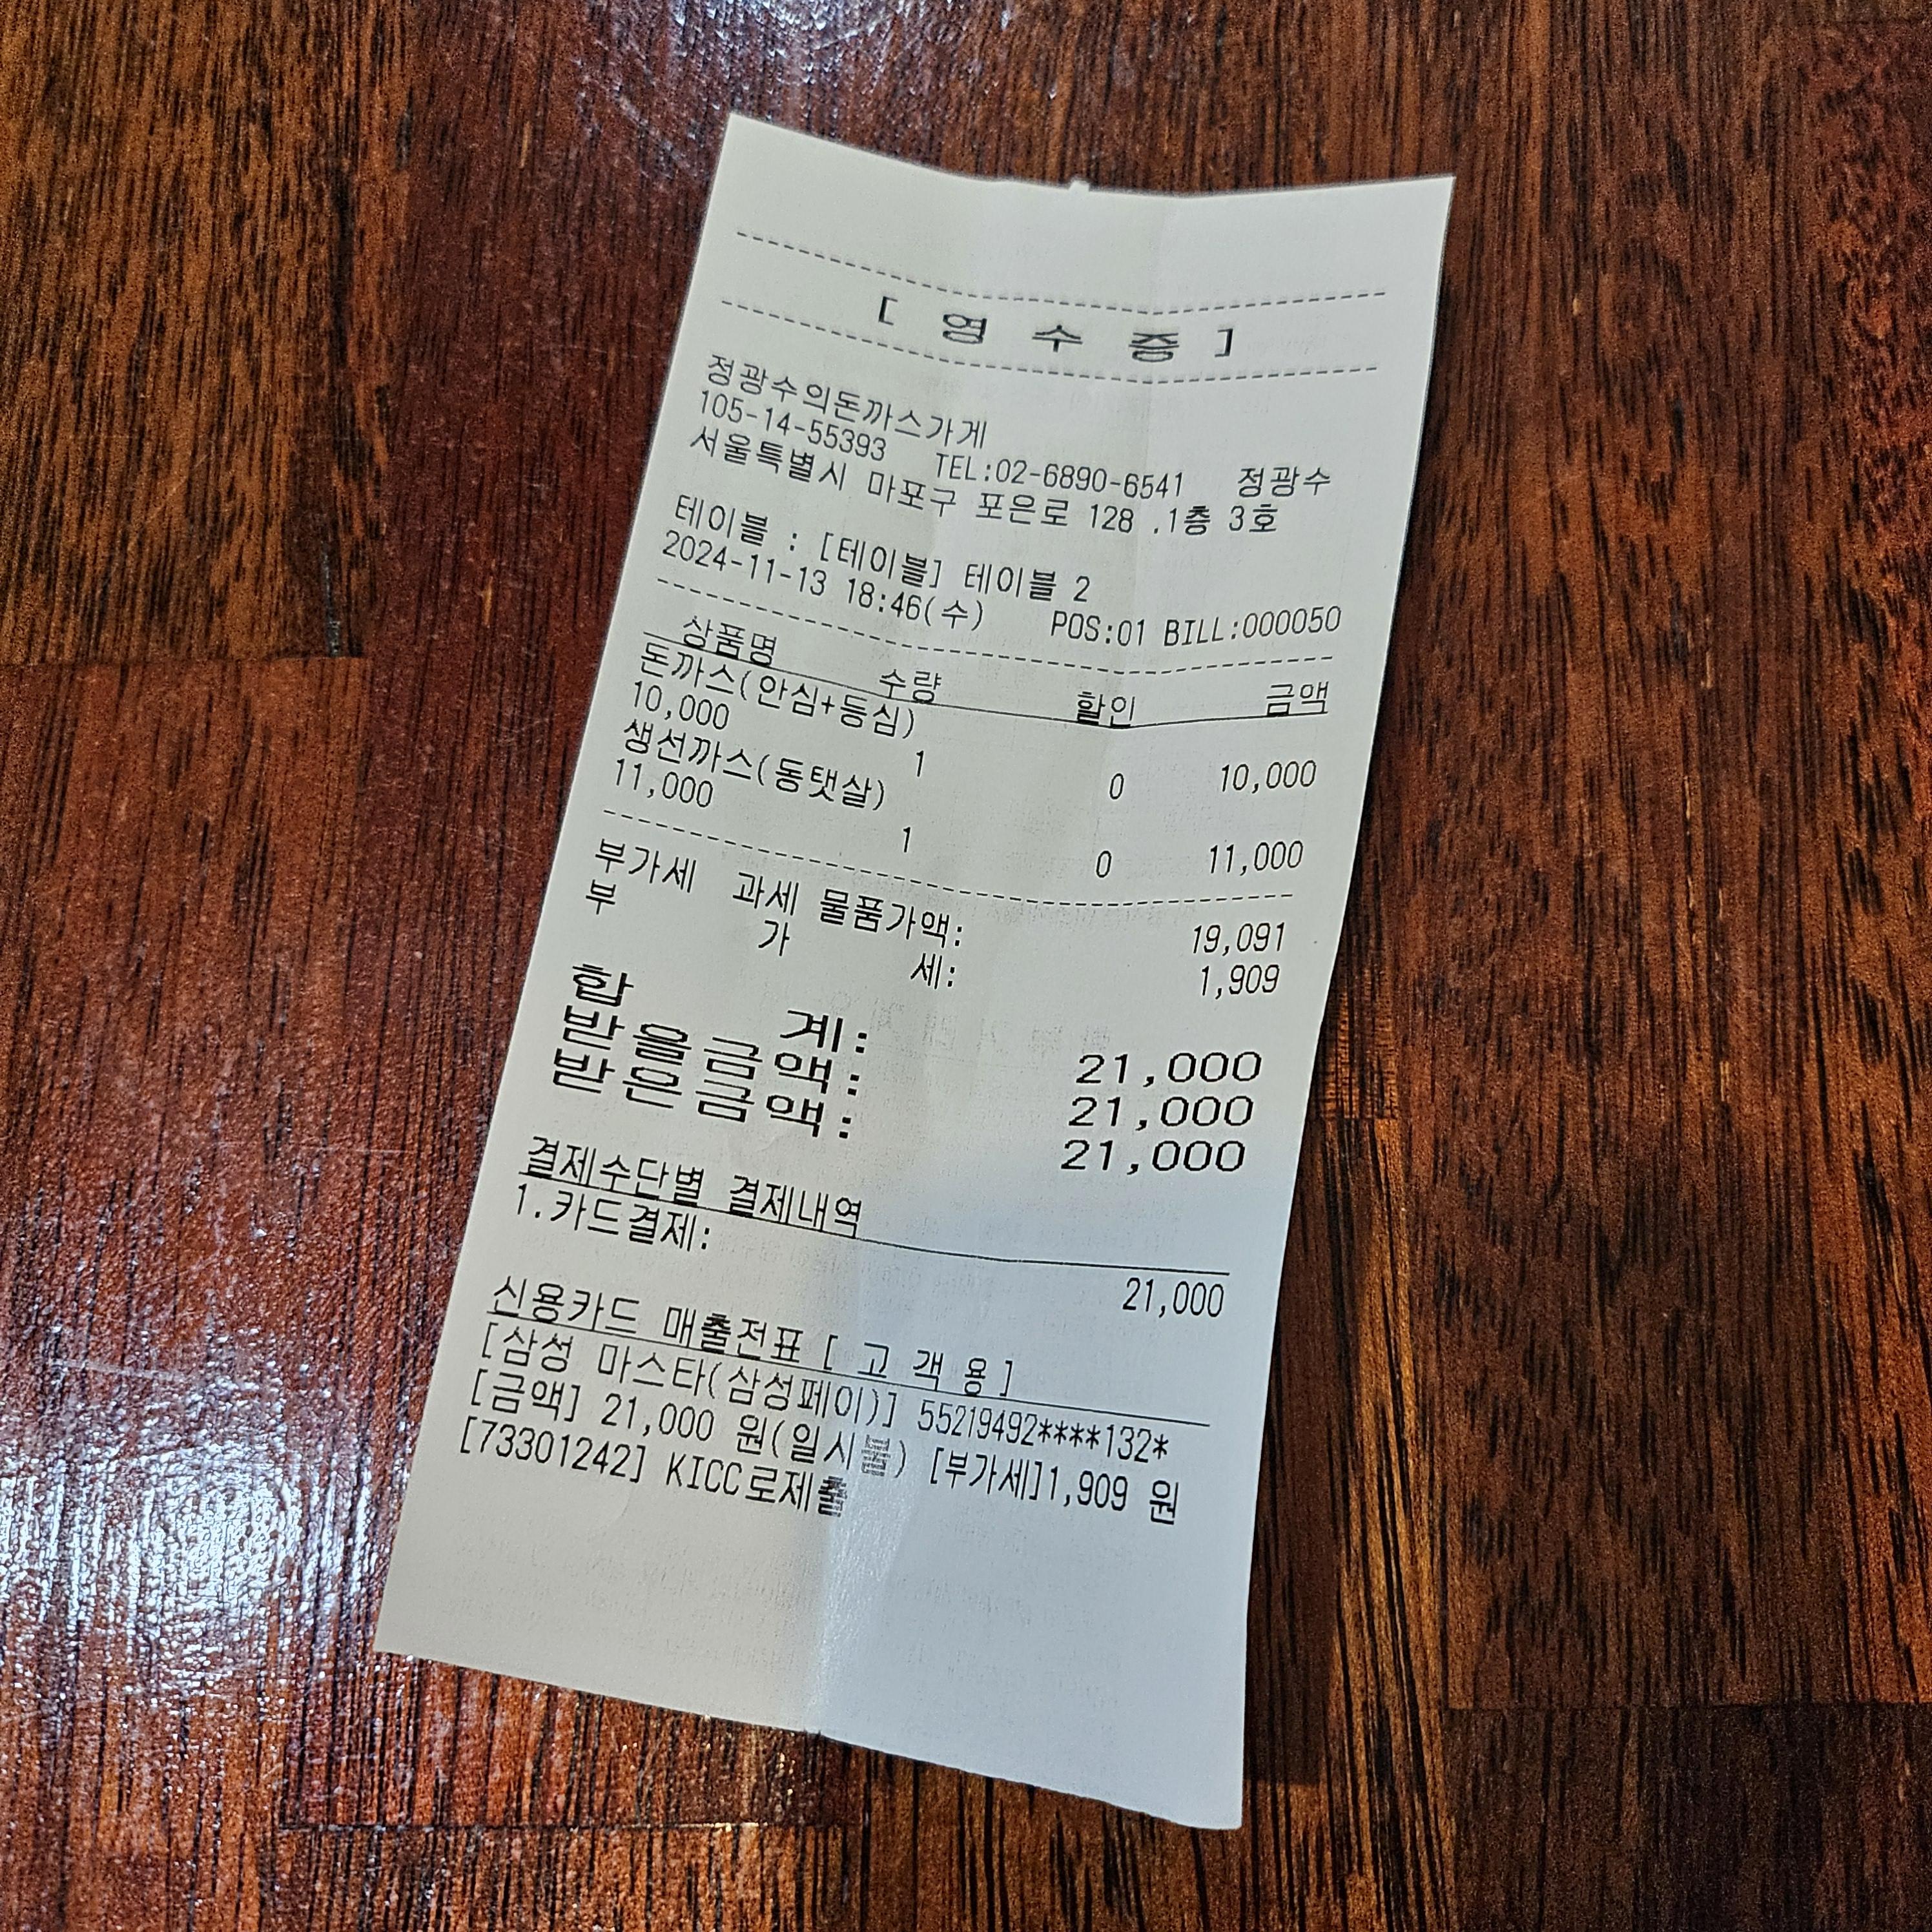 [ 영 수 증 ]
정광수의돈까스가게
105-14-55393 TEL:02-6890-6541 정광수
서울특별시 마포구 포은로 128 .1층 3호
테이블 : [테이블] 테이블 2
2024-11-13 18:46(수) POS:01 BILL:000050
상품명 수량 할인 금액
돈까스(안심+등심)
10,000 1 0 10,000
생선까스(동탯살)
11,000 1 0 11,000
부가세 과세 물품가액: 19,091
부 가 세: 1,909
합 계: 21,000
받을금액: 21,000
받은금액: 21,000
결제수단별 결제내역
1.카드결제: 21,000
신용카드 매출전표 [ 고 객 용 ]
[삼성 마스타(삼성페이)] 55219492****132*
[금액] 21,000 원(일시불) [부가세]1,909 원
[73301242] KICC로제출